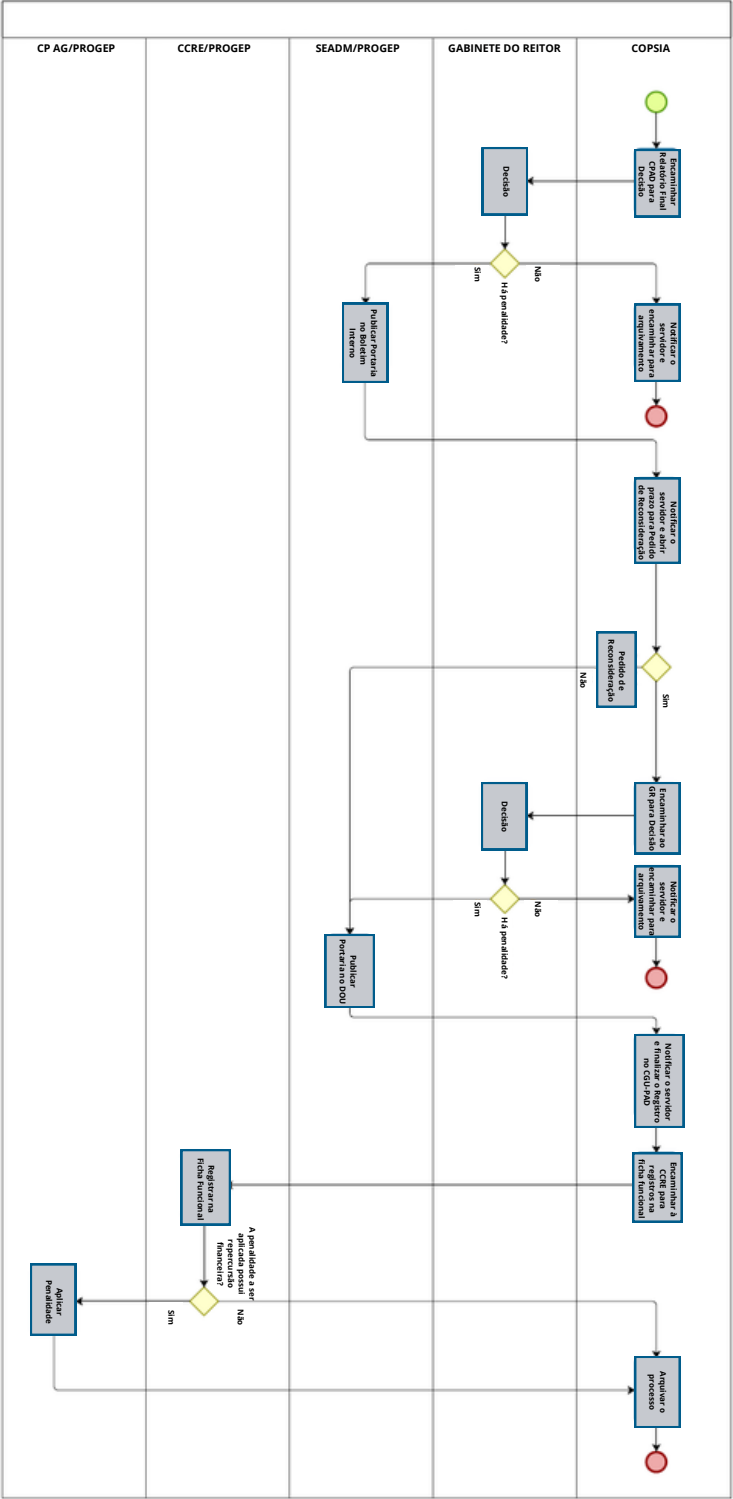 CP AG/PROGEP
CCRE/PROGEP
SEADM/PROGEP
GABINETE DO REITOR
COPSIA
Encaminhar
Relatório Final
CPAD para
Decisão
Decisão
Há penalidade?
Sim
Não
Publicar Portaria
no Boletim
Interno
Notificar o
servidor e
encaminhar para
arquivamento
Notificar o
servidor e abrir
prazo para Pedido
de Reconsideração
Pedido de
Reconsideração
Não
Sim
Encaminhar ao
GR para Decisão
Decisão
Há penalidade?
Sim
Não
Notificar o
servidor e
encaminhar para
arquivamento
Publicar
Portaria no DOU
Notificar o servidor
e finalizar o Registro
no CGU-PAD
Encaminhar à
CCRE para
registros na
ficha funcional
Registrar na
Ficha Funcional
A penalidade a ser
aplicada possui
repercursão
financeira?
Sim
Não
Aplicar
Penalidade
Arquivar o
processo